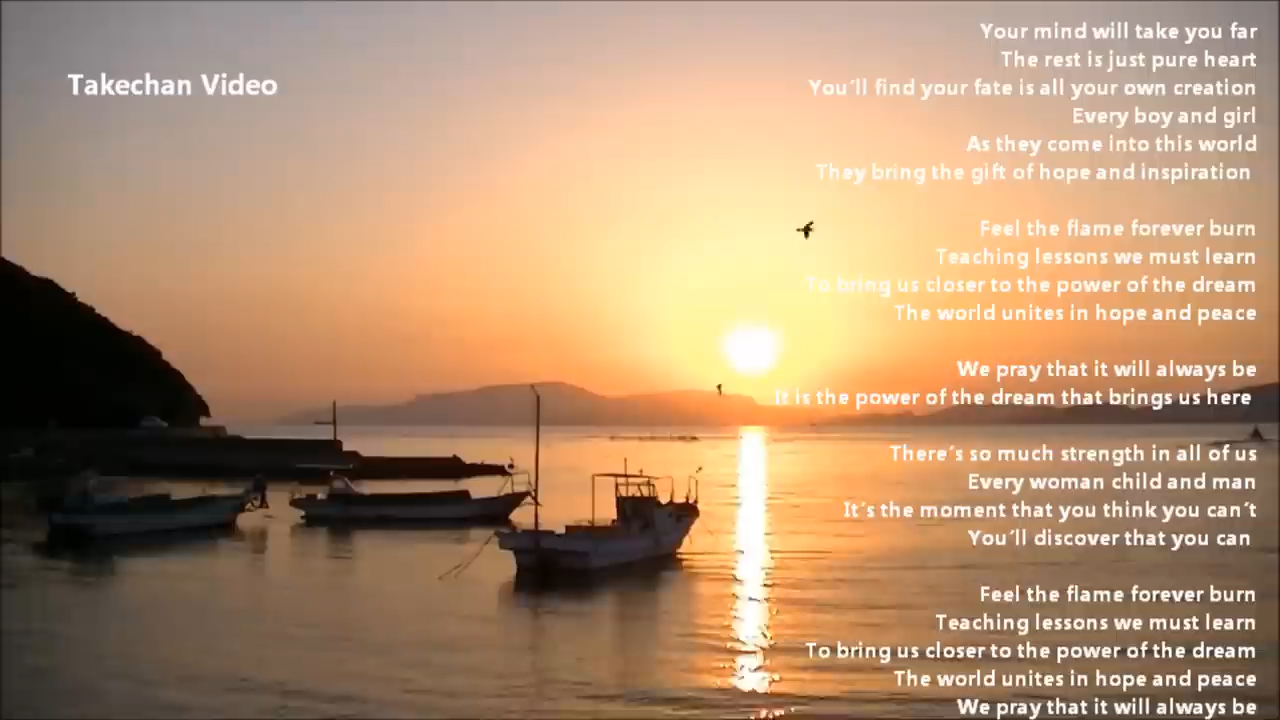 Takechan Video
Your mind will take you far
The rest is just pure heart
You´ll find your fate is all your own creation
Every boy and girl
As they come into this world
They bring the gift of hope and inspiration
Feel the flame forever burn
Teaching lessons we must learn
To bring us closer to the power of the dream
The world unites in hope and peace
We pray that it will always be
It is the power of the dream that brings us here
There´s so much strength in all of us
Every woman child and man
It´s the moment that you think you can´t
You´ll discover that you can
Feel the flame forever burn
Teaching lessons we must learn
To bring us closer to the power of the dream
The world unites in hope and peace
We pray that it will always be